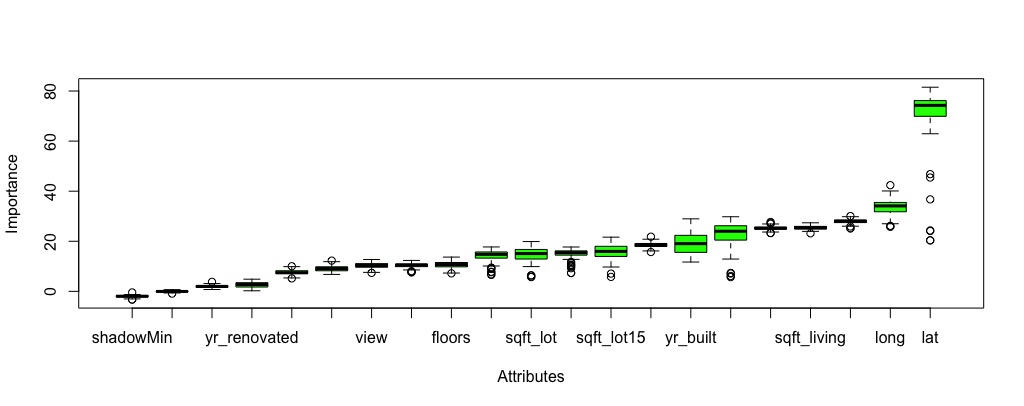 80
60
40
20
0
Importance
shadowMin yr_renovated view floors sqft_lot sqft_lot15 yr_built sqft_living long lat
Attributes